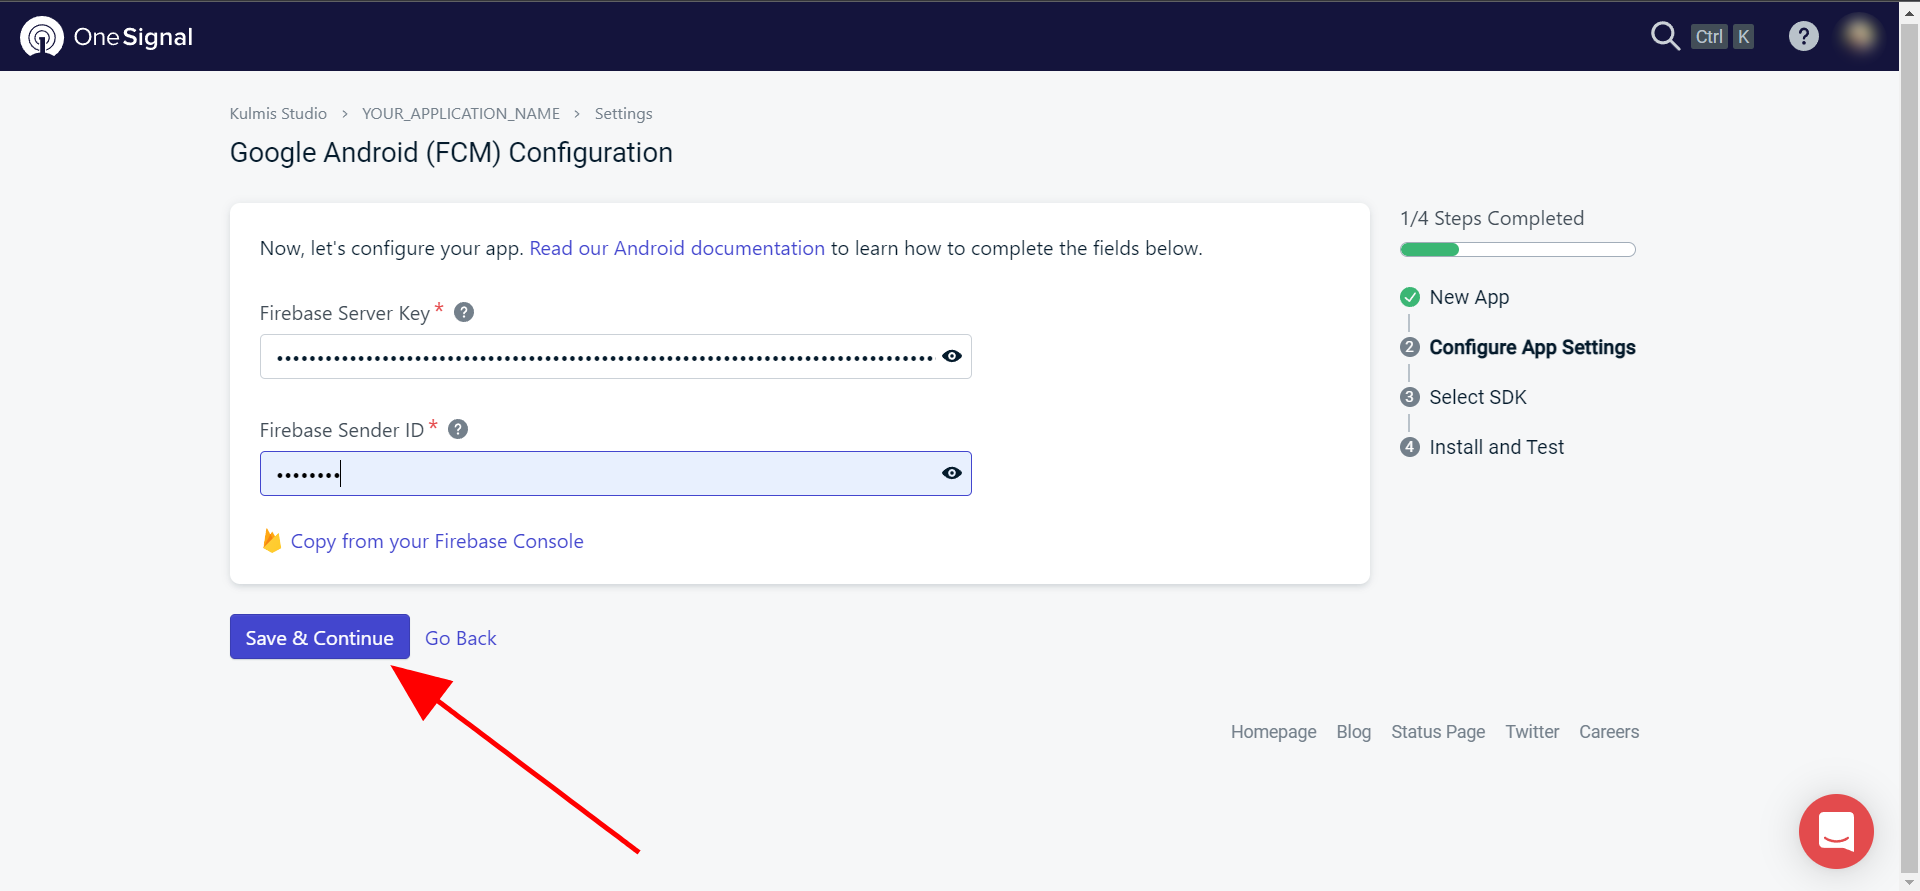 OneSignal
Ctrl K
?
Kulmis Studio > YOUR_APPLICATION_NAME > Settings
Google Android (FCM) Configuration
Now, let's configure your app. Read our Android documentation to learn how to complete the fields below.
Firebase Server Key * ?
••••••••••••••••••••••••••••••••••••••••••••••••••••••••••••••••••••••••••••••••••
Firebase Sender ID * ?
••••••••
Copy from your Firebase Console
Save & Continue
Go Back
1/4 Steps Completed
New App
2 Configure App Settings
3 Select SDK
4 Install and Test
Homepage Blog Status Page Twitter Careers